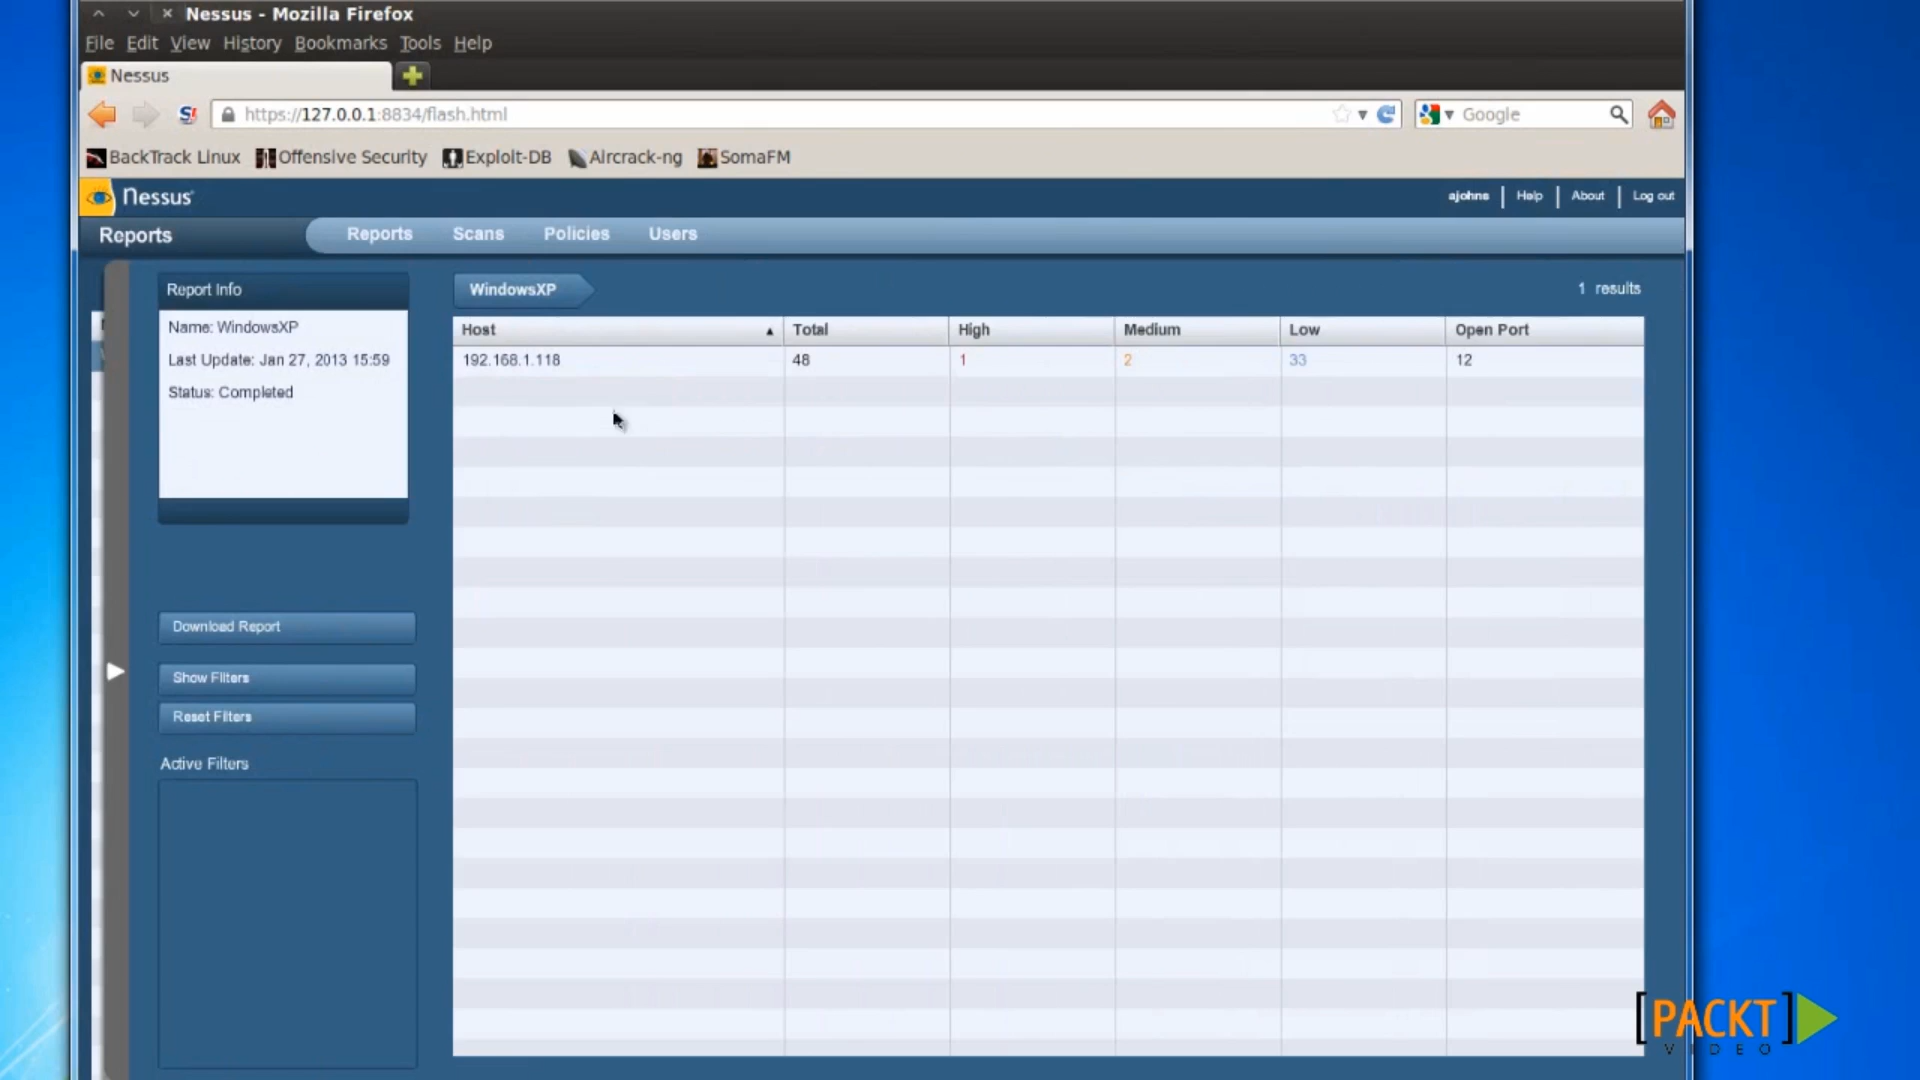 Nessus - Mozilla Firefox
File Edit View History Bookmarks Tools Help
Nessus
https://127.0.0.1:8834/flash.html
Google
BackTrack Linux Offensive Security Exploit-DB Aircrack-ng SomaFM
Nessus
ajohns Help About Log out
Reports
Reports Scans Policies Users
Report Info
Name: WindowsXP
Last Update: Jan 27, 2013 15:59
Status: Completed
Download Report
Show Filters
Reset Filters
Active Filters
WindowsXP
1 results
Host Total High Medium Low Open Port
192.168.1.118 48 1 2 33 12
[PACKT]
VIDEO